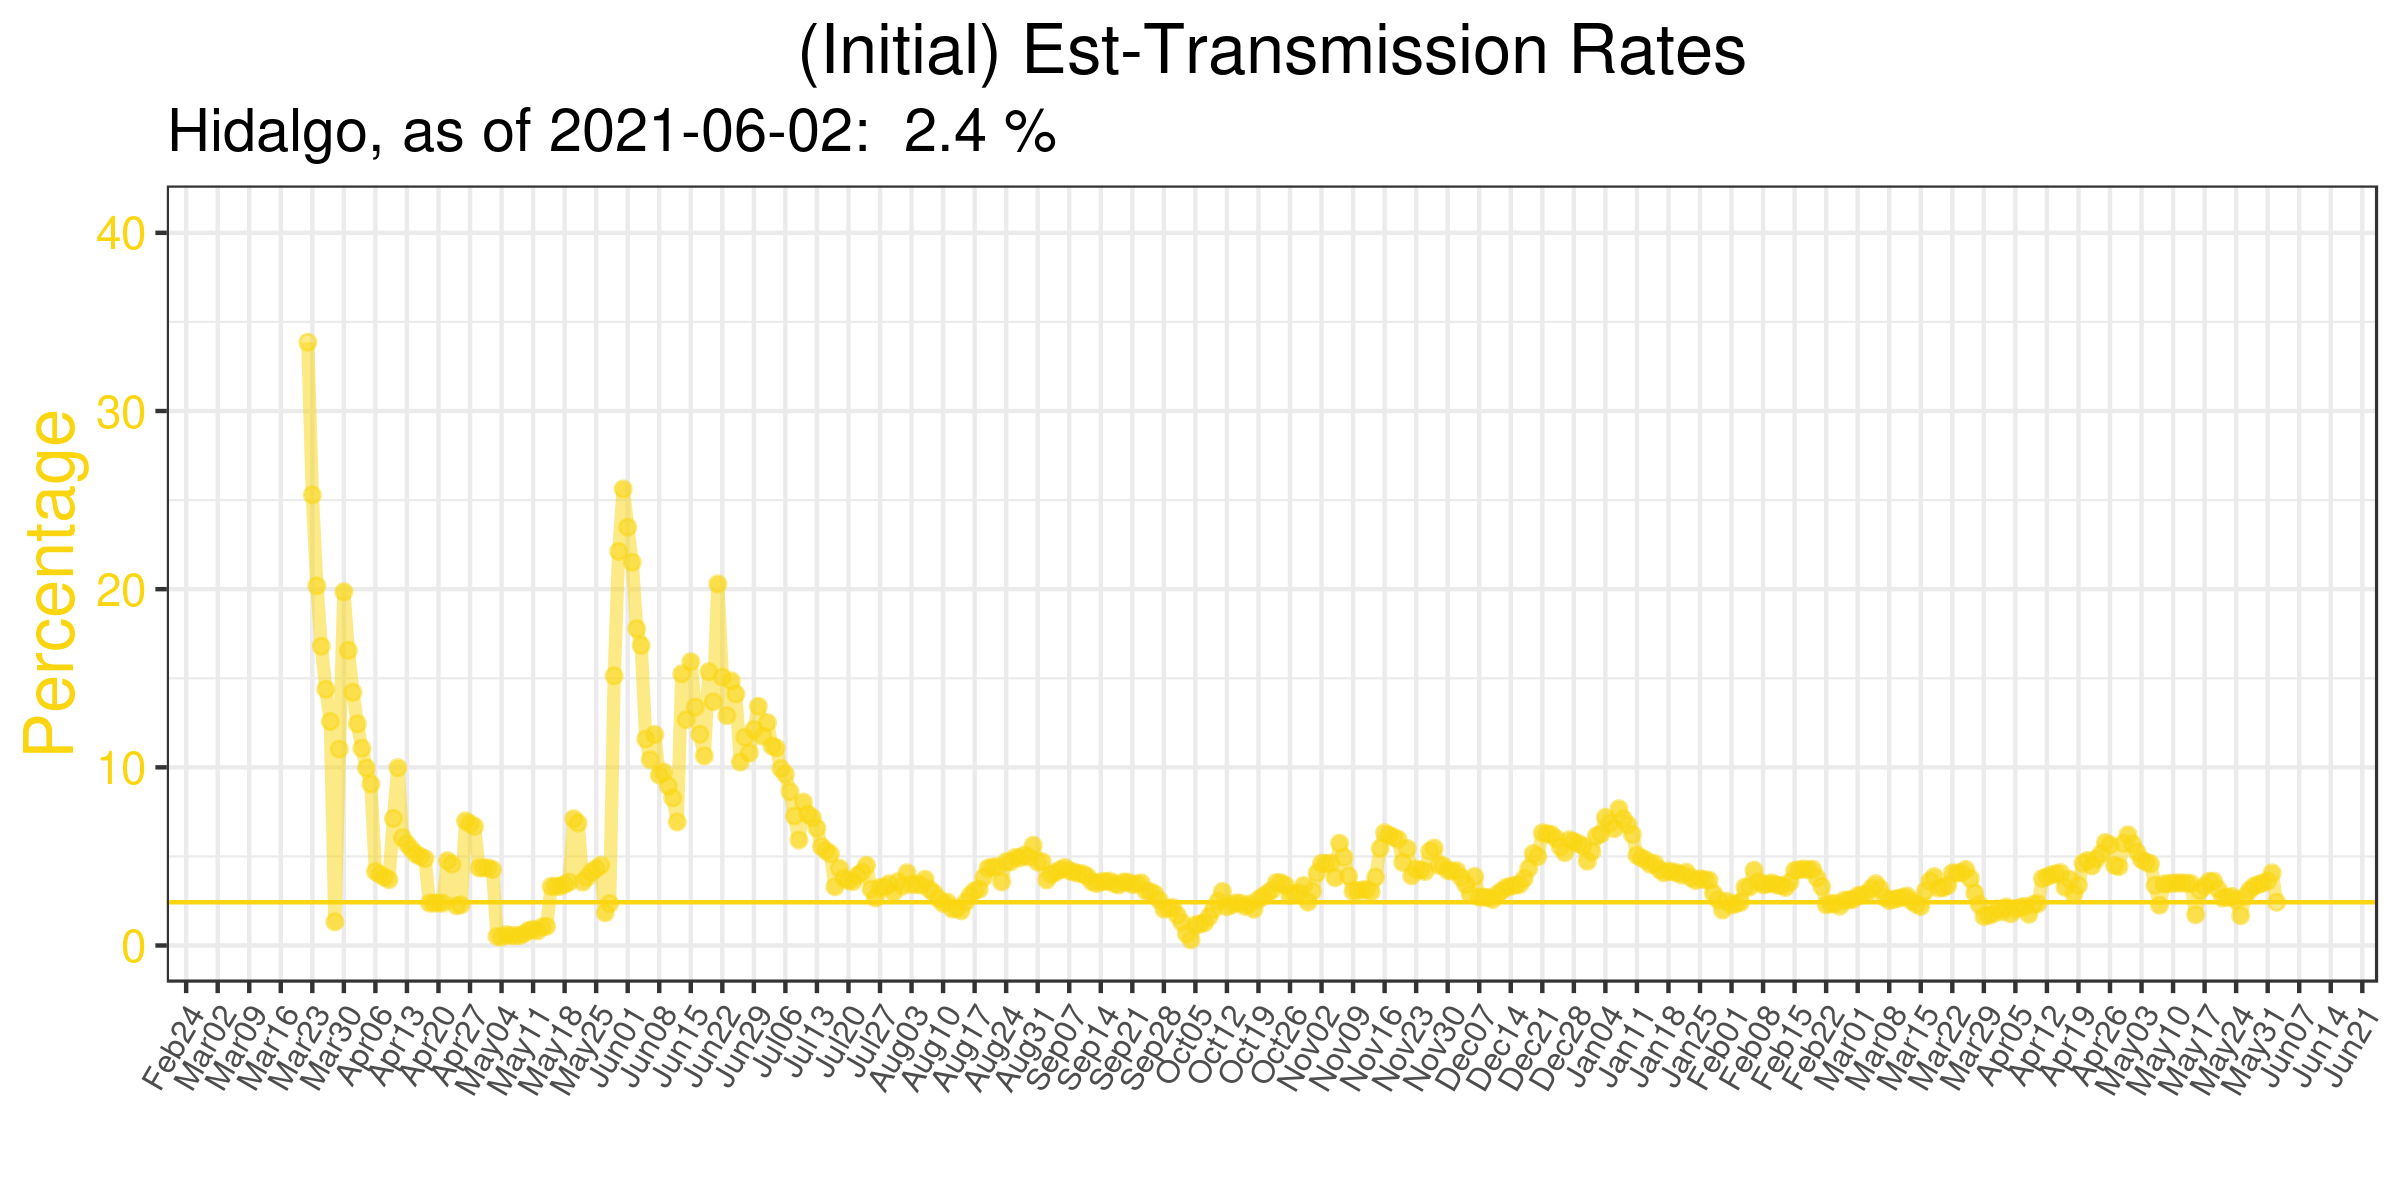 (Initial) Est-Transmission Rates
Hidalgo, as of 2021-06-02:  2.4 %
Percentage
40
30
20
10
0
Feb24
Mar02
Mar09
Mar16
Mar23
Mar30
Apr06
Apr13
Apr20
Apr27
May04
May11
May18
May25
Jun01
Jun08
Jun15
Jun22
Jun29
Jul06
Jul13
Jul20
Jul27
Aug03
Aug10
Aug17
Aug24
Aug31
Sep07
Sep14
Sep21
Sep28
Oct05
Oct12
Oct19
Oct26
Nov02
Nov09
Nov16
Nov23
Nov30
Dec07
Dec14
Dec21
Dec28
Jan04
Jan11
Jan18
Jan25
Feb01
Feb08
Feb15
Feb22
Mar01
Mar08
Mar15
Mar22
Mar29
Apr05
Apr12
Apr19
Apr26
May03
May10
May17
May24
May31
Jun07
Jun14
Jun21